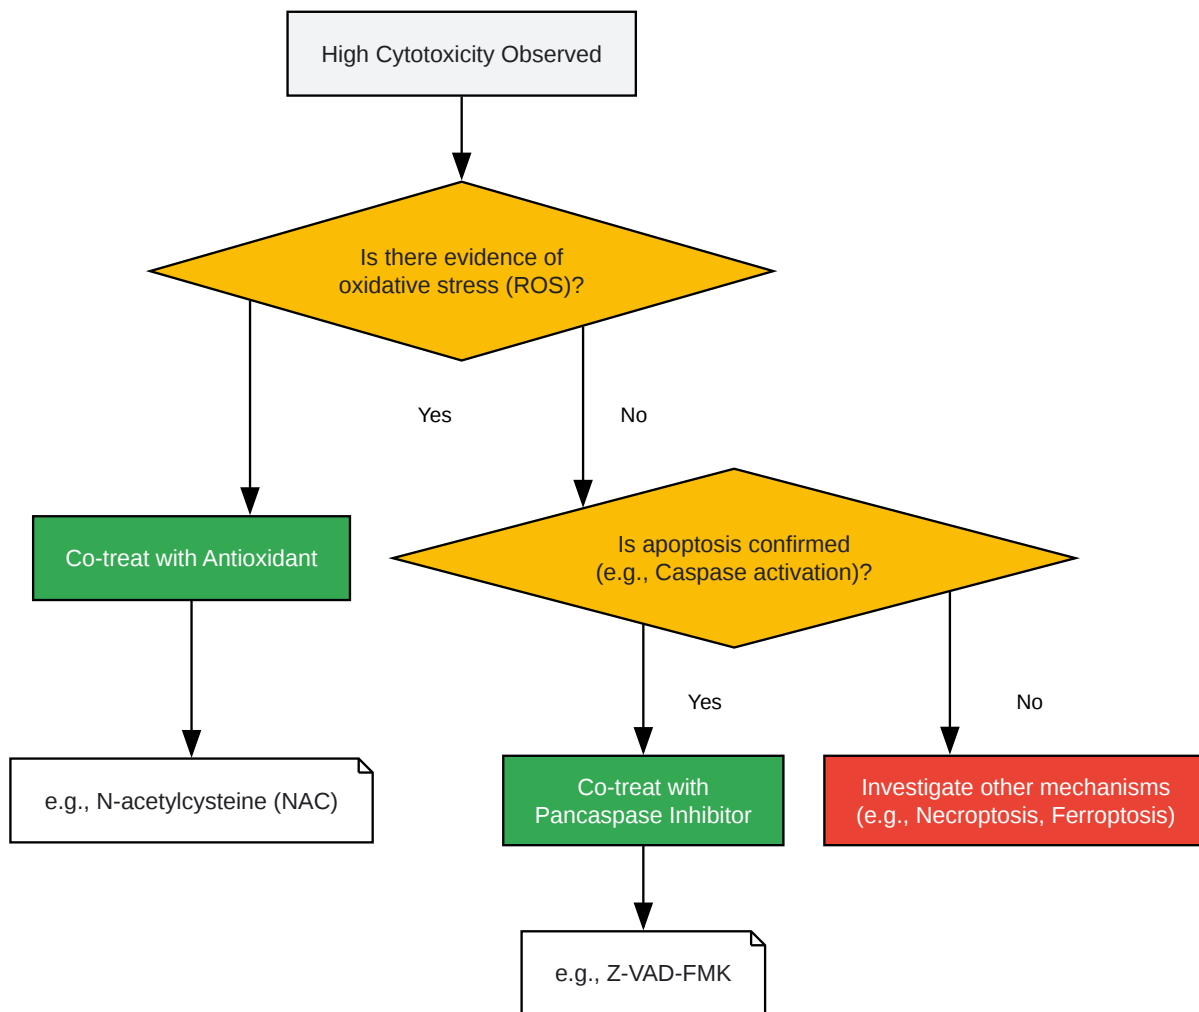 High Cytotoxicity Observed
Is there evidence of
oxidative stress (ROS)?
Yes
No
Co-treat with Antioxidant
Is apoptosis confirmed
(e.g., Caspase activation)?
Yes
No
e.g., N-acetylcysteine (NAC)
Co-treat with
Pancaspase Inhibitor
Investigate other mechanisms
(e.g., Necroptosis, Ferroptosis)
e.g., Z-VAD-FMK